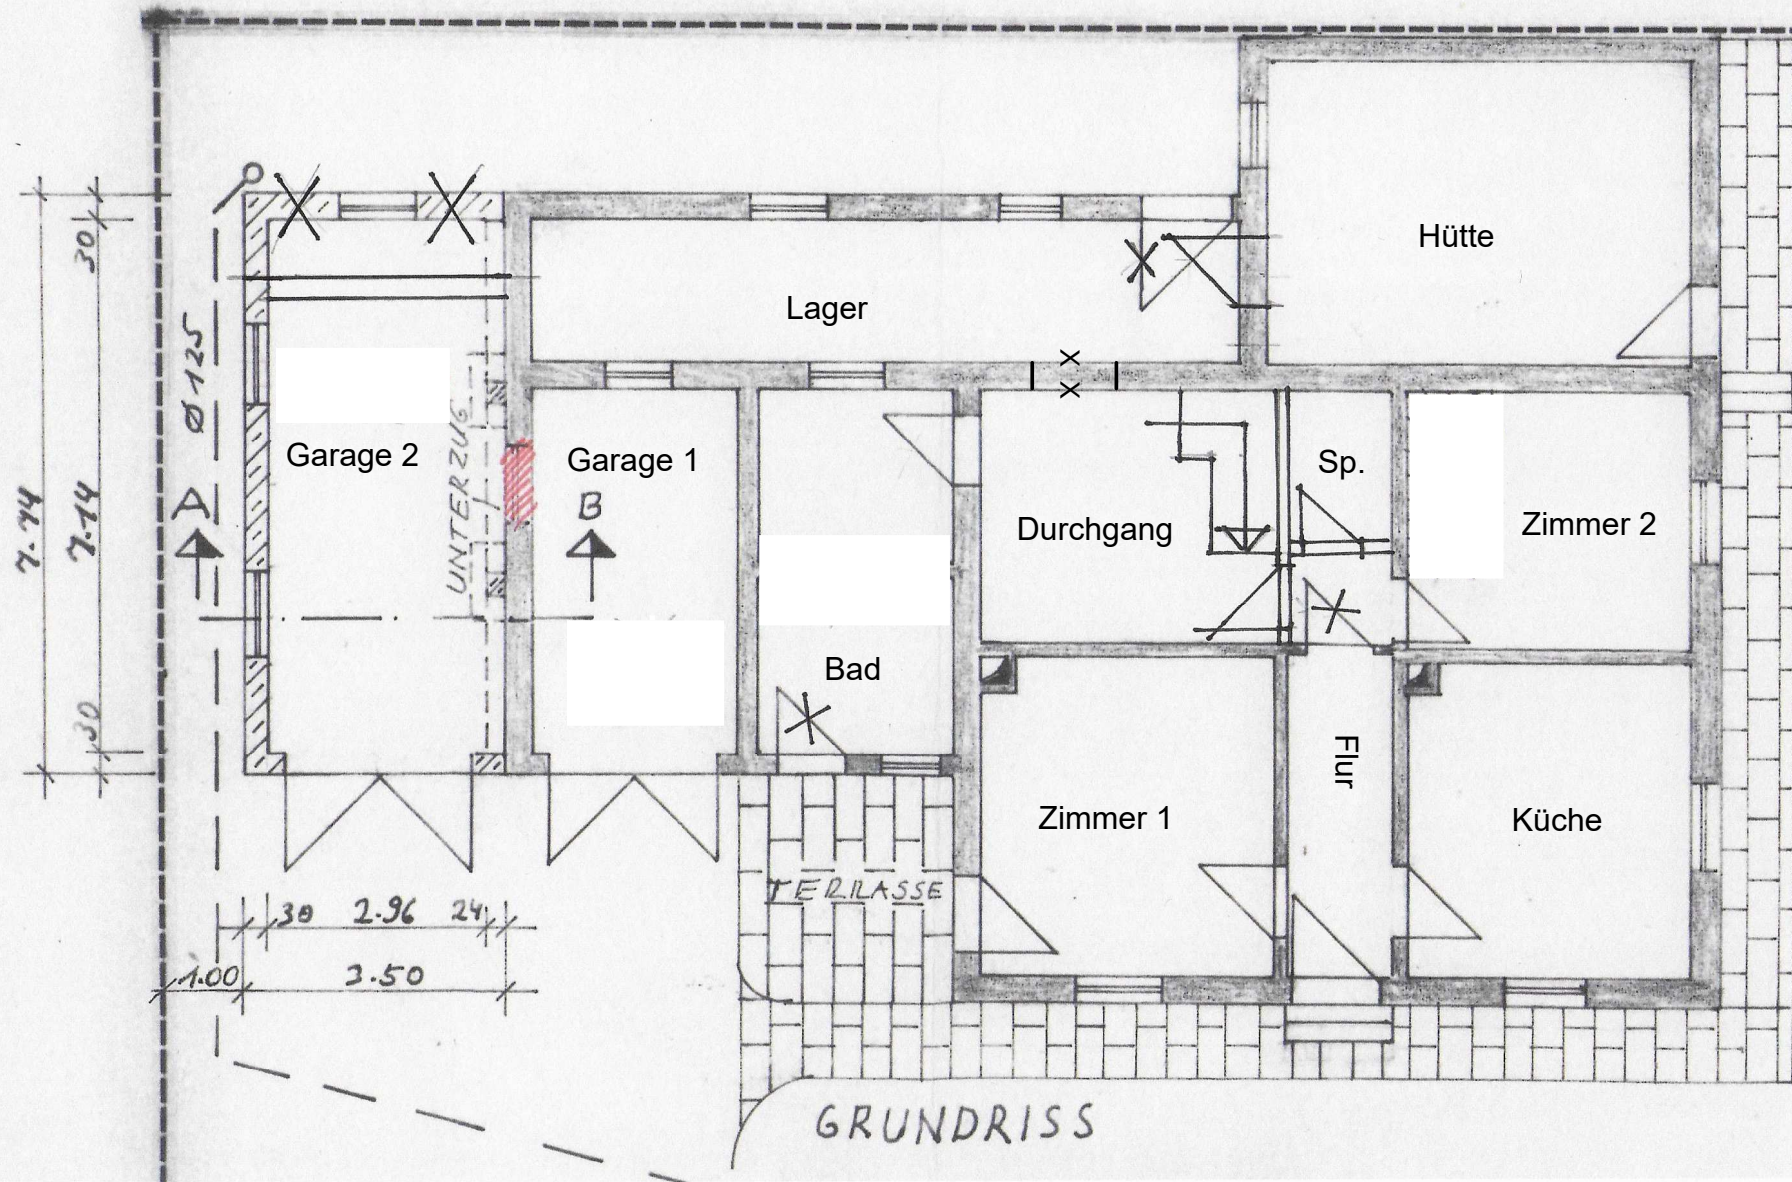 Hütte
30
Lager
Ø 125
Garage 2
Garage 1
Sp.
UNTERZUG
A
B
Durchgang
Zimmer 2
7.74
7.14
Bad
30
Flur
Zimmer 1
Küche
TERRASSE
30 2.96 24
1.00 3.50
GRUNDRISS